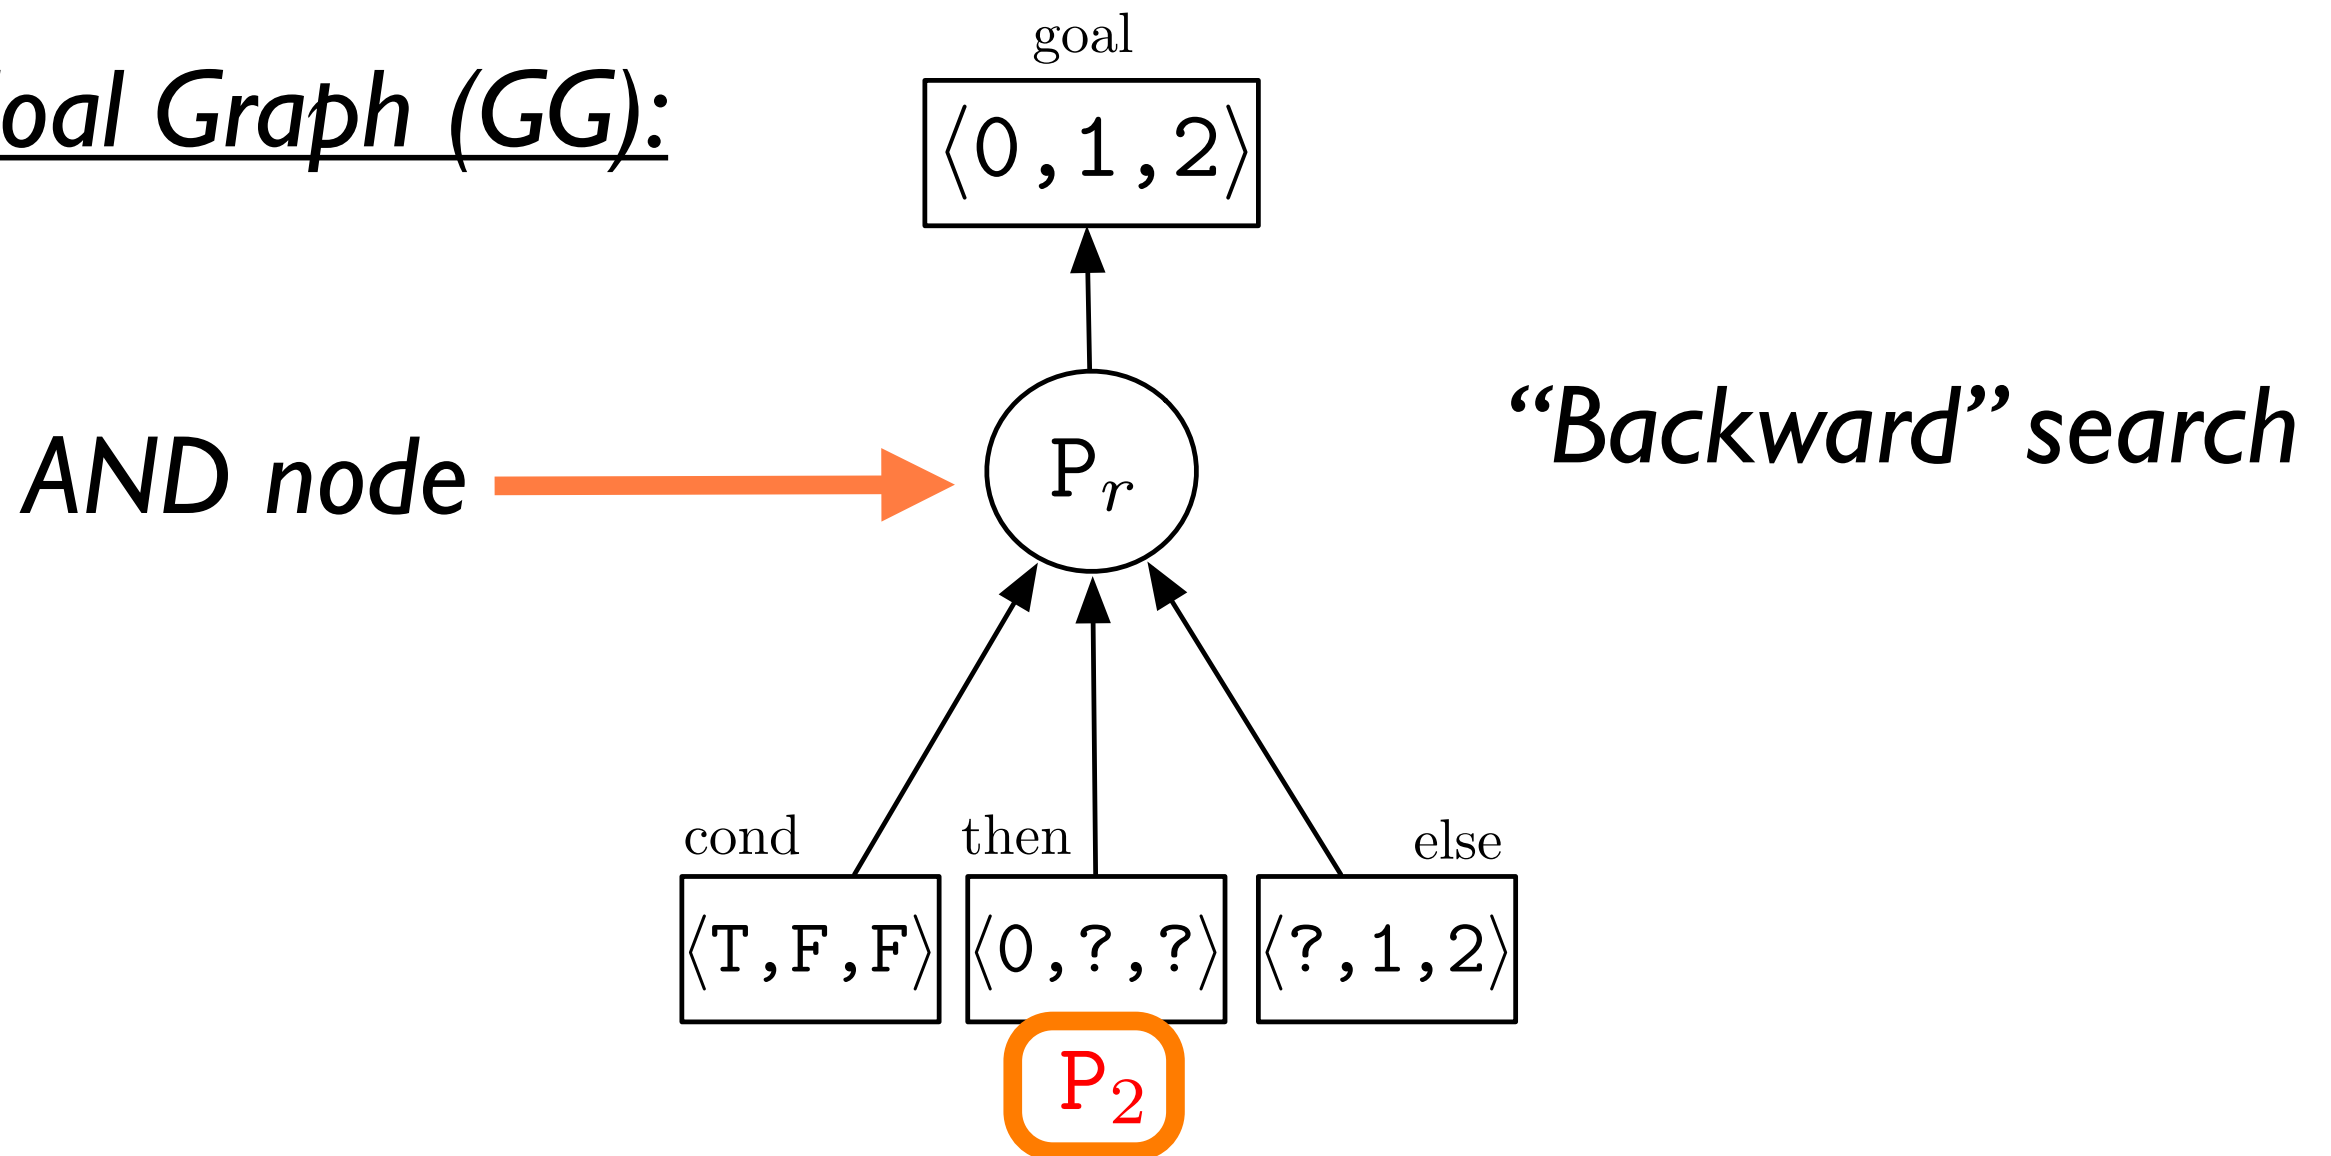 goal
oal Graph (GG):
⟨0,1,2⟩
"Backward" search
AND node
P_r
cond
then
else
⟨T,F,F⟩
⟨0,?,?⟩
⟨?,1,2⟩
P_2